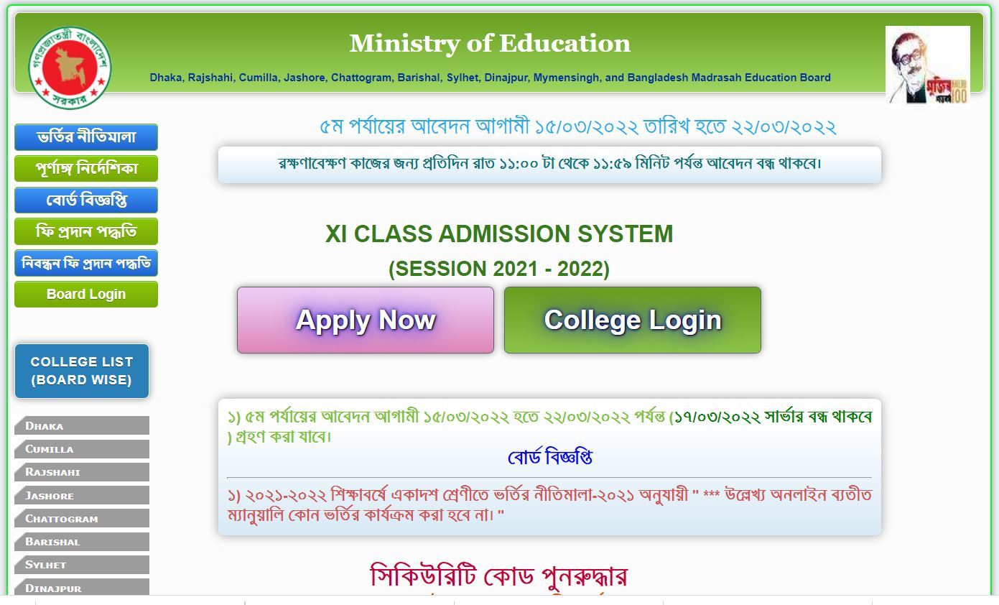 Ministry of Education
Dhaka, Rajshahi, Cumilla, Jashore, Chattogram, Barishal, Sylhet, Dinajpur, Mymensingh, and Bangladesh Madrasah Education Board
গণপ্রজাতন্ত্রী বাংলাদেশ
সরকার
মুজিব
শতবর্ষ
100
৫ম পর্যায়ের আবেদন আগামী ১৫/০৩/২০২২ তারিখ হতে ২২/০৩/২০২২
রক্ষণাবেক্ষণ কাজের জন্য প্রতিদিন রাত ১১:০০ টা থেকে ১১:৫৯ মিনিট পর্যন্ত আবেদন বন্ধ থাকবে।
ভর্তির নীতিমালা
পূর্ণাঙ্গ নির্দেশিকা
বোর্ড বিজ্ঞপ্তি
ফি প্রদান পদ্ধতি
নিবন্ধন ফি প্রদান পদ্ধতি
Board Login
COLLEGE LIST
(BOARD WISE)
DHAKA
CUMILLA
RAJSHAHI
JASHORE
CHATTOGRAM
BARISHAL
SYLHET
DINAJPUR
XI CLASS ADMISSION SYSTEM
(SESSION 2021 - 2022)
Apply Now
College Login
১) ৫ম পর্যায়ের আবেদন আগামী ১৫/০৩/২০২২ হতে ২২/০৩/২০২২ পর্যন্ত (১৭/০৩/২০২২ সার্ভার বন্ধ থাকবে
) গ্রহণ করা যাবে।
বোর্ড বিজ্ঞপ্তি
১) ২০২১-২০২২ শিক্ষাবর্ষে একাদশ শ্রেণীতে ভর্তির নীতিমালা-২০২১ অনুযায়ী " *** উল্লেখ্য অনলাইন ব্যতীত
ম্যানুয়ালি কোন ভর্তির কার্যক্রম করা হবে না। "
সিকিউরিটি কোড পুনরুদ্ধার